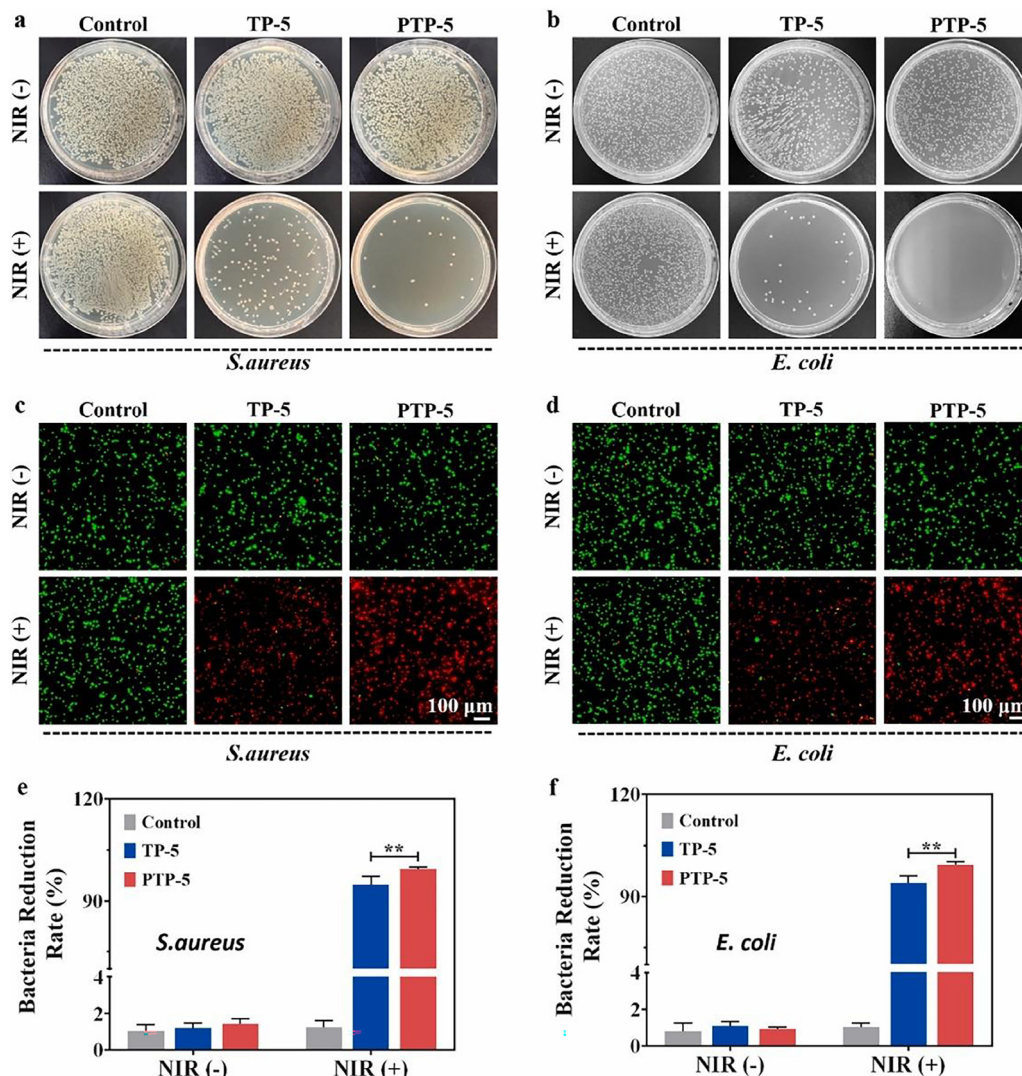 a
Control
TP-5
PTP-5
NIR (-)
NIR (+)
S.aureus
b
Control
TP-5
PTP-5
NIR (-)
NIR (+)
E. coli
c
Control
TP-5
PTP-5
NIR (-)
NIR (+)
100 μm
S.aureus
d
Control
TP-5
PTP-5
NIR (-)
NIR (+)
100 μm
E. coli
e
Bacteria Reduction
Rate (%)
120
90
4
2
0
Control
TP-5
PTP-5
**
S.aureus
NIR (-)
NIR (+)
f
Bacteria Reduction
Rate (%)
120
90
4
2
0
Control
TP-5
PTP-5
**
E. coli
NIR (-)
NIR (+)